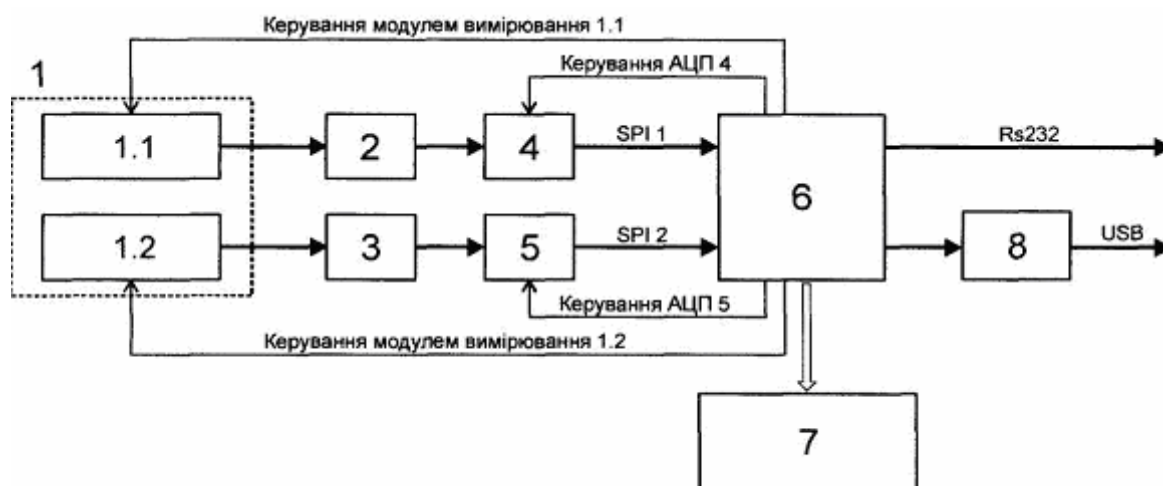 Керування модулем вимірювання 1.1
Керування АЦП 4
1
1.1
2
4
SPI 1
6
Rs232
1.2
3
5
SPI 2
8
USB
Керування АЦП 5
Керування модулем вимірювання 1.2
7